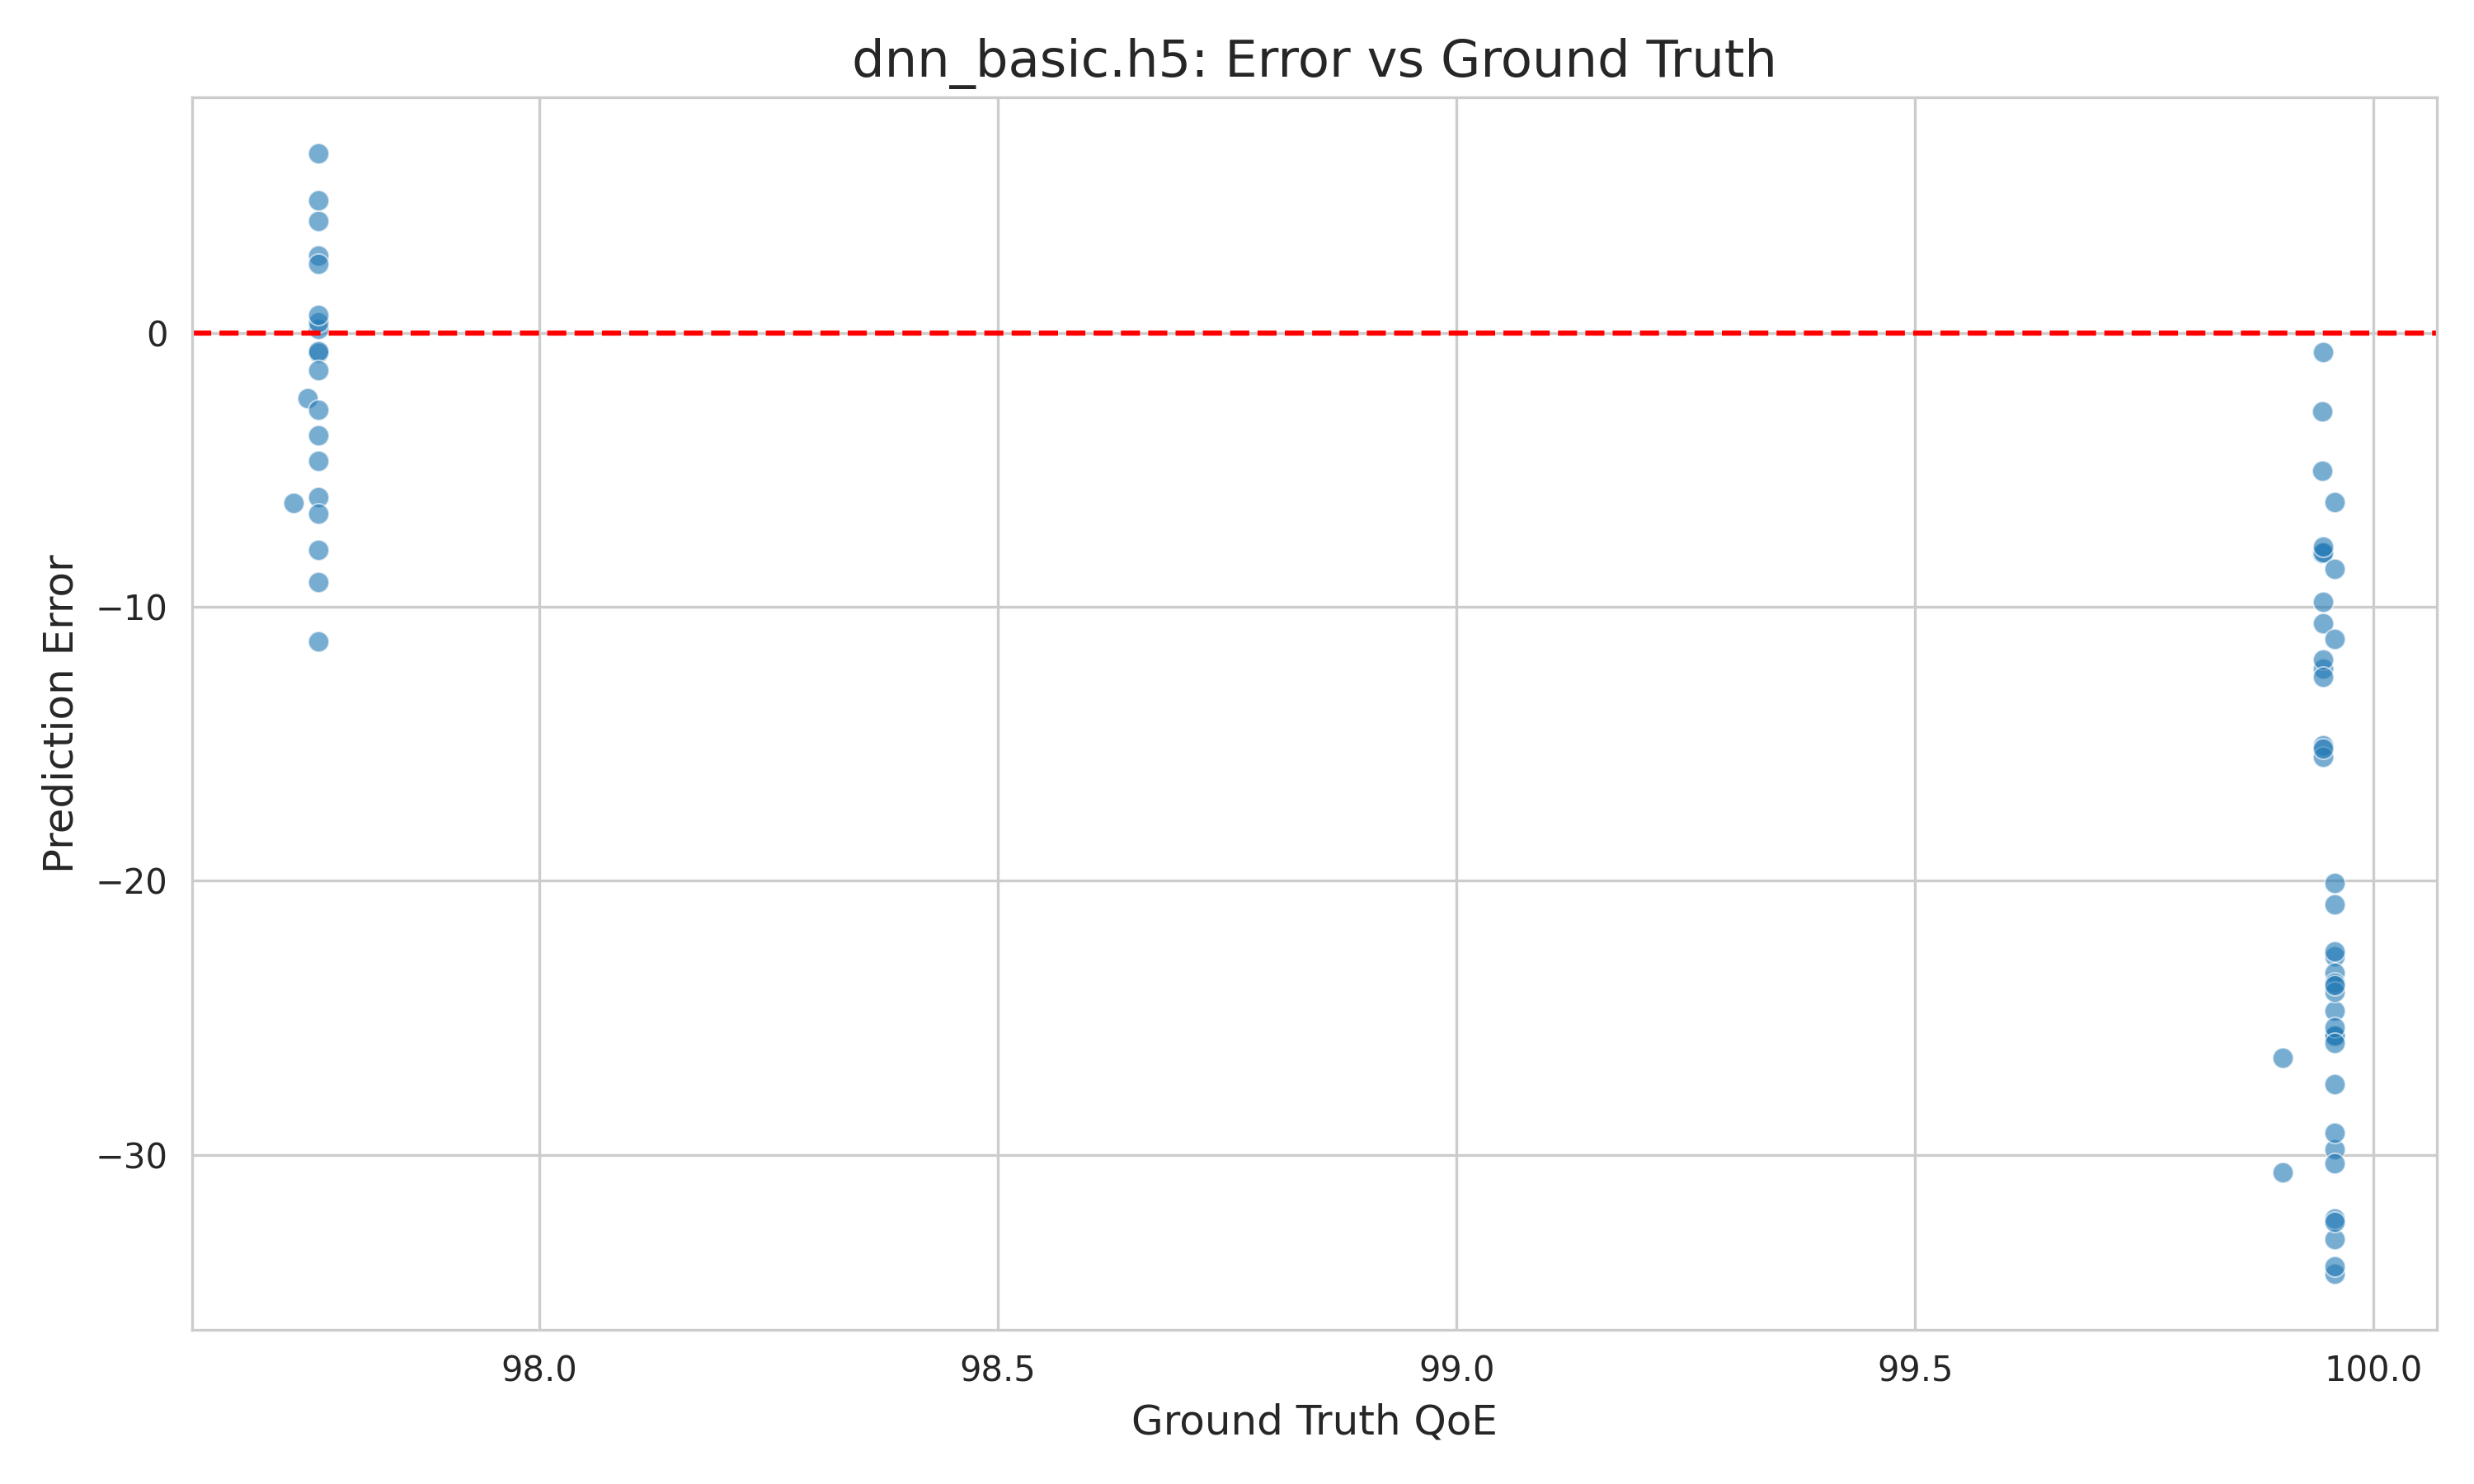 dnn_basic.h5: Error vs Ground Truth
Prediction Error
0
−10
−20
−30
98.0 98.5 99.0 99.5 100.0
Ground Truth QoE